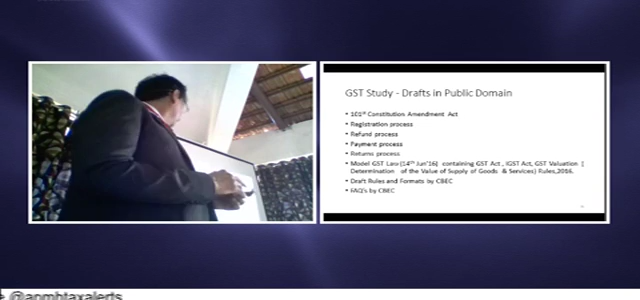 GST Study - Drafts in Public Domain
• 101st Constitution Amendment Act
• Registration process
• Refund process
• Payment process
• Returns process
• Model GST Law (14th Jun'16) containing GST Act , IGST Act, GST Valuation (
Determination of the Value of Supply of Goods & Services) Rules,2016.
• Draft Rules and Formats by CBEC
• FAQ's by CBEC
@apmhtaxalerts